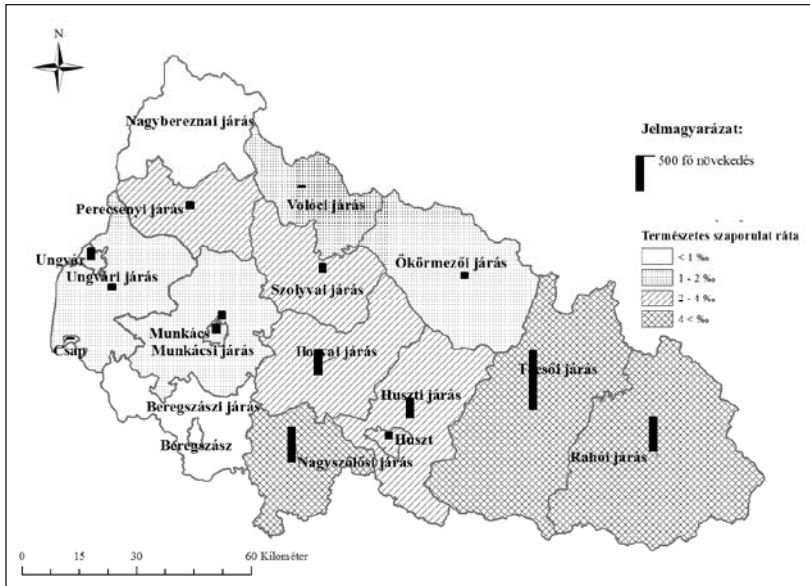 N
Nagybereznai járás
Jelmagyarázat:
500 fő növekedés
Perecsenyi járás
Volóci járás
Természetes szaporulat ráta
Ungvár
Ökörmezői járás
< 1 ‰
Ungvári járás
Szolyvai járás
1 - 2 ‰
2 - 4 ‰
4 < ‰
Munkács
Csap
Munkácsi járás
járás
Técsői járás
Beregszászi járás
Huszti járás
Beregszász
Huszt
Nagyszőlősi járás
Rahói járás
0 15 30 60 Kilométer